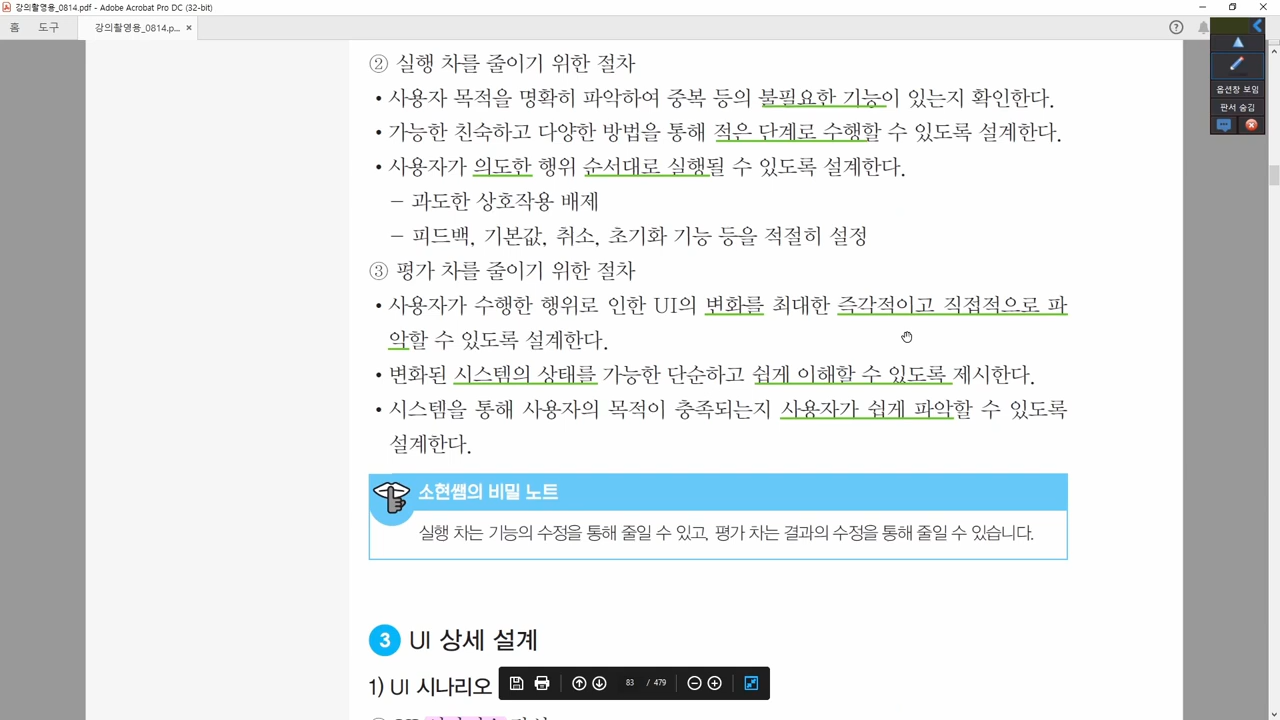 강의촬영용_0814.pdf - Adobe Acrobat Pro DC (32-bit)
홈 도구 강의촬영용_0814.p... ×
옵션창 보임
판서 숨김
② 실행 차를 줄이기 위한 절차
• 사용자 목적을 명확히 파악하여 중복 등의 불필요한 기능이 있는지 확인한다.
• 가능한 친숙하고 다양한 방법을 통해 적은 단계로 수행할 수 있도록 설계한다.
• 사용자가 의도한 행위 순서대로 실행될 수 있도록 설계한다.
– 과도한 상호작용 배제
– 피드백, 기본값, 취소, 초기화 기능 등을 적절히 설정
③ 평가 차를 줄이기 위한 절차
• 사용자가 수행한 행위로 인한 UI의 변화를 최대한 즉각적이고 직접적으로 파
악할 수 있도록 설계한다.
• 변화된 시스템의 상태를 가능한 단순하고 쉽게 이해할 수 있도록 제시한다.
• 시스템을 통해 사용자의 목적이 충족되는지 사용자가 쉽게 파악할 수 있도록
설계한다.
소현쌤의 비밀 노트
실행 차는 기능의 수정을 통해 줄일 수 있고, 평가 차는 결과의 수정을 통해 줄일 수 있습니다.
3 UI 상세 설계
1) UI 시나리오
83 / 479